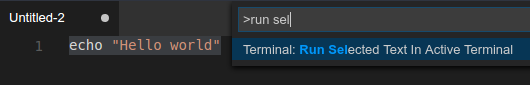 Untitled-2
>run sel
1 echo "Hello world"
Terminal: Run Selected Text In Active Terminal